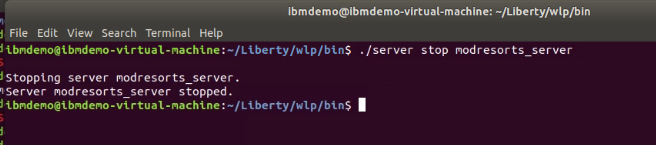 ibmdemo@ibmdemo-virtual-machine: ~/Liberty/wlp/bin
File Edit View Search Terminal Help
ibmdemo@ibmdemo-virtual-machine:~/Liberty/wlp/bin$ ./server stop modresorts_server
Stopping server modresorts_server.
Server modresorts_server stopped.
ibmdemo@ibmdemo-virtual-machine:~/Liberty/wlp/bin$